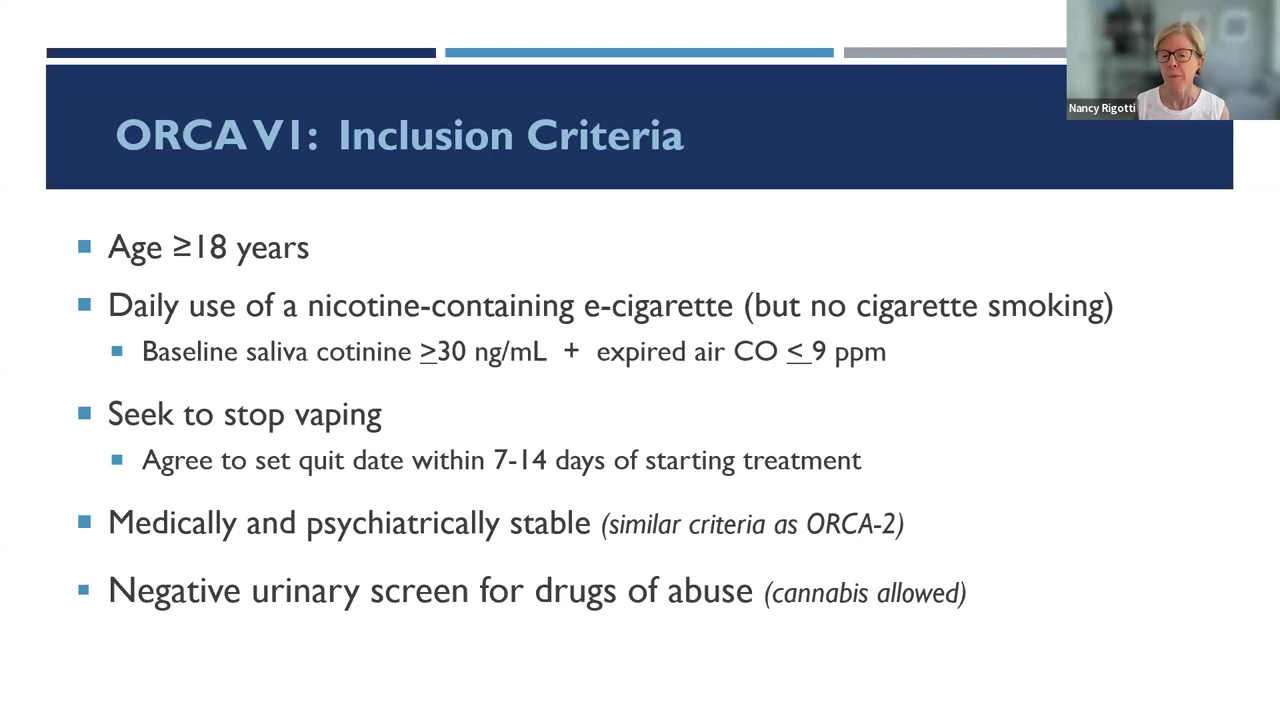 Nancy Rigotti
ORCA V1: Inclusion Criteria
Age ≥18 years
Daily use of a nicotine-containing e-cigarette (but no cigarette smoking)
Baseline saliva cotinine ≥30 ng/mL + expired air CO ≤ 9 ppm
Seek to stop vaping
Agree to set quit date within 7-14 days of starting treatment
Medically and psychiatrically stable (similar criteria as ORCA-2)
Negative urinary screen for drugs of abuse (cannabis allowed)